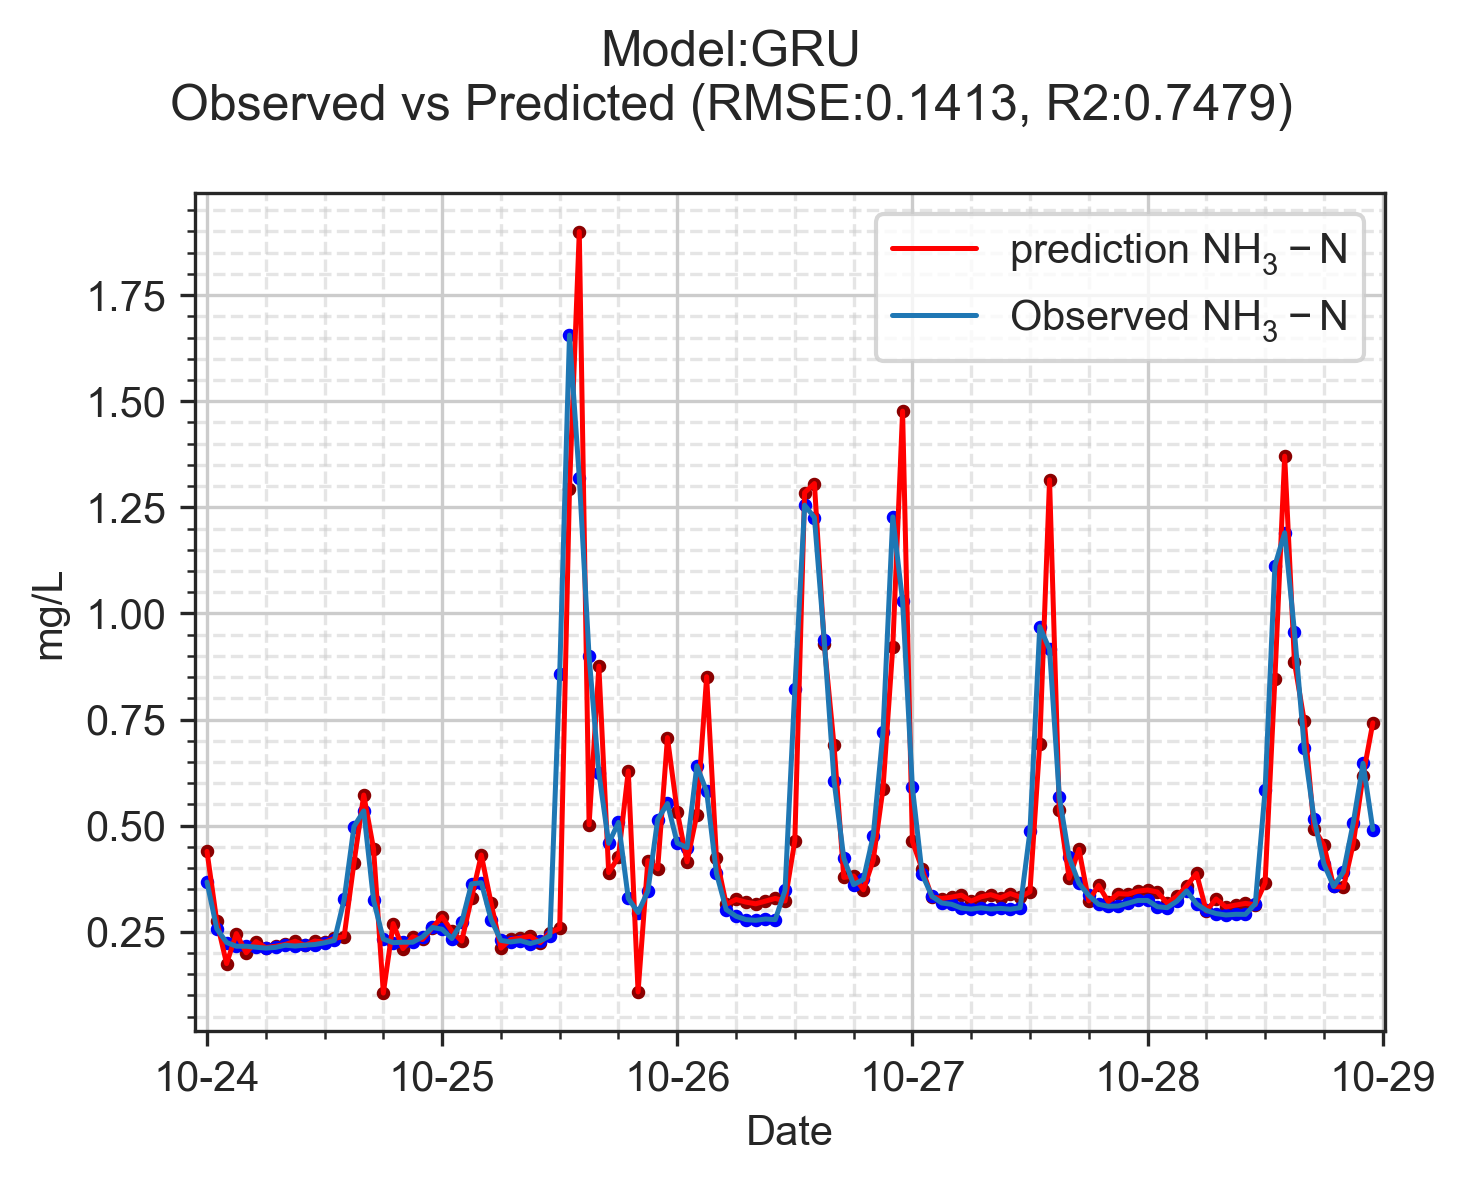 Model:GRU
Observed vs Predicted (RMSE:0.1413, R2:0.7479)
prediction NH₃ − N
Observed NH₃ − N
1.75
1.50
1.25
1.00
0.75
0.50
0.25
mg/L
10-24
10-25
10-26
10-27
10-28
10-29
Date